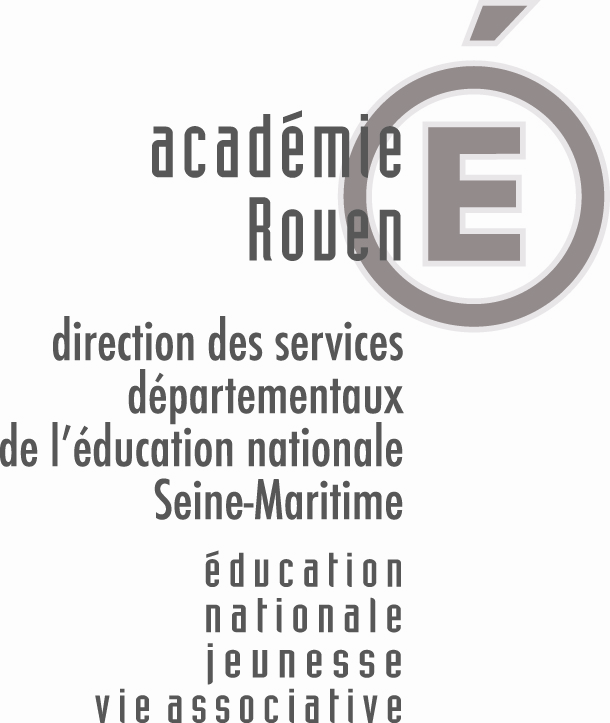 académie
Rouen
É
direction des services
départementaux
de l'éducation nationale
Seine-Maritime
éducation
nationale
jeunesse
vie associative